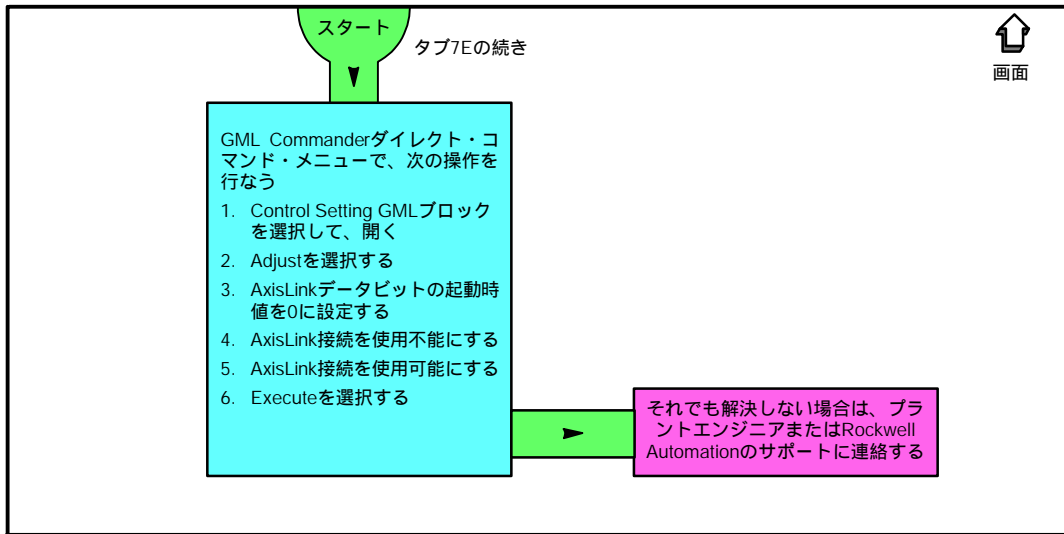 スタート
タブ7Eの続き
画面
GML Commanderダイレクト・コ
マンド・メニューで、次の操作を
行なう
1. Control Setting GMLブロック
を選択して、開く
2. Adjustを選択する
3. AxisLinkデータビットの起動時
値を0に設定する
4. AxisLink接続を使用不能にする
5. AxisLink接続を使用可能にする
6. Executeを選択する
それでも解決しない場合は、プラ
ントエンジニアまたはRockwell
Automationのサポートに連絡する